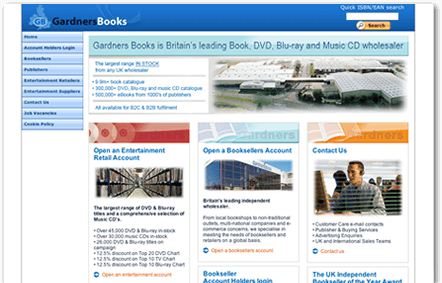 Quick ISBN/EAN search
GB GardnersBooks
Search
Home
Account Holders Login
Booksellers
Publishers
Entertainment Retailers
Entertainment Suppliers
Contact Us
Job Vacancies
Cookie Policy
Gardners Books is Britain's leading Book, DVD, Blu-ray and Music CD wholesaler
The largest range IN STOCK
from any UK wholesaler
• 9.9m+ book catalogue
• 300,000+ DVD, Blu-ray and music CD catalogue
• 500,000+ eBooks from 1000's of publishers
All available for B2C & B2B fulfilment
Open an Entertainment
Retail Account
The largest range of DVD & Blu-ray
titles and a comprehensive selection of
Music CD's.
• Over 45,000 DVD & Blu-ray in-stock
• Over 30,000 music CDs in-stock
• 26,000 DVD & Blu-ray titles on
campaign
• 12.5% discount on Top 20 DVD Chart
• 12.5% discount on Top 10 TV Chart
• 12.5% discount on Top 10 Blu-ray Chart
Open an entertainment account
Gardners
Open a Booksellers Account
Britain's leading independent
wholesaler.
From local bookshops to non-traditional
outlets, multi-national companies and e-
commerce concerns, we specialise in
meeting the needs of booksellers and
retailers on a global basis.
Open a booksellers account
Bookseller
Account Holders login
Gardners
Contact Us
• Customer Care e-mail contacts
• Publisher & Buying Services
• Advertising Enquiries
• UK and International Sales Teams
Contact us
The UK Independent
Bookseller of the Year Award